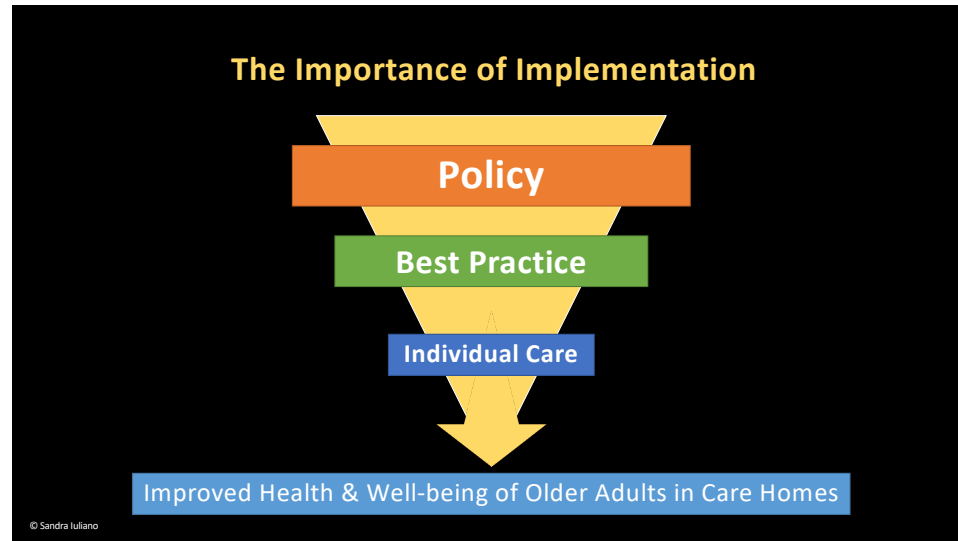 The Importance of Implementation
Policy
Best Practice
Individual Care
Improved Health & Well-being of Older Adults in Care Homes
© Sandra Iuliano